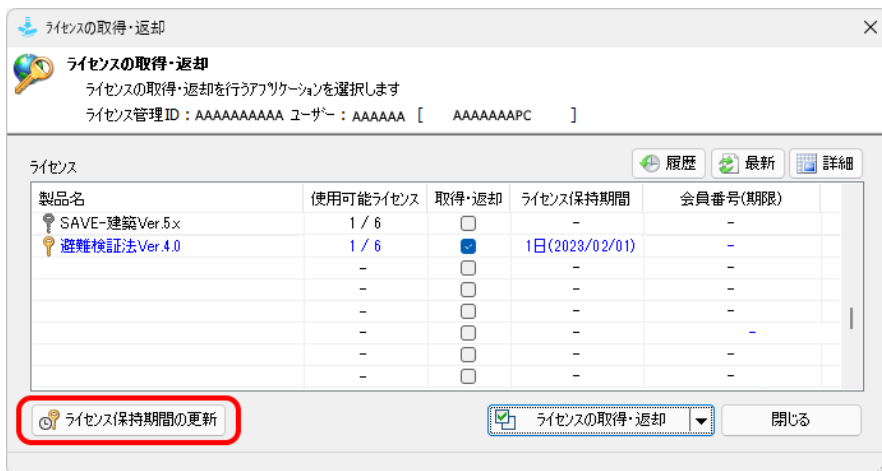 ライセンスの取得・返却
ライセンスの取得・返却
ライセンスの取得・返却を行うアプリケーションを選択します
ライセンス管理ID：AAAAAAAAAA ユーザー：AAAAAA [ AAAAAAAPC ]
ライセンス 履歴 最新 詳細
製品名 使用可能ライセンス 取得・返却 ライセンス保持期間 会員番号(期限)
SAVE-建築Ver.5.x 1 / 6 - -
避難検証法Ver.4.0 1 / 6 1日(2023/02/01) -
- - -
- - -
- - -
- - -
- - -
- - -
ライセンス保持期間の更新 ライセンスの取得・返却 閉じる